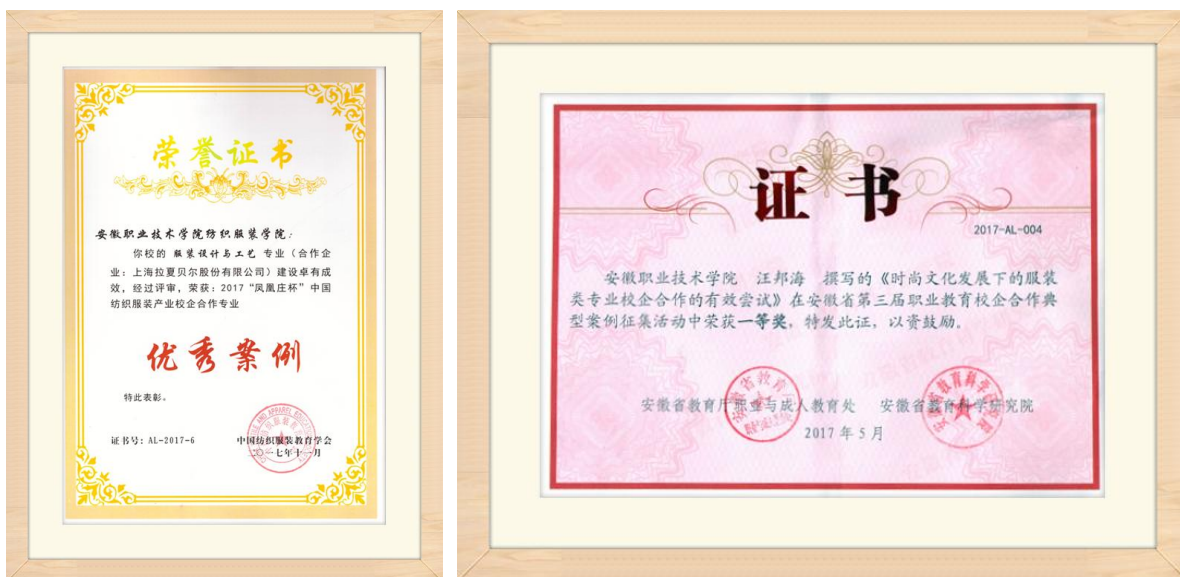 荣誉证书
安徽职业技术学院纺织服装学院：
你校的 服装设计与工艺 专业（合作企
业：上海拉夏贝尔股份有限公司）建设卓有成
效，经过评审，荣获：2017“凤凰庄杯”中国
纺织服装产业校企合作专业
优秀案例
特此表彰。
证书号：AL-2017-6
中国纺织服装教育学会
二〇一七年十一月
证书
2017-AL-004
安徽职业技术学院 汪邦海 撰写的《时尚文化发展下的服装
类专业校企合作的有效尝试》在安徽省第三届职业教育校企合作典
型案例征集活动中荣获一等奖，特发此证，以资鼓励。
安徽省教育厅职业与成人教育处 安徽省教育科学研究院
2017年5月